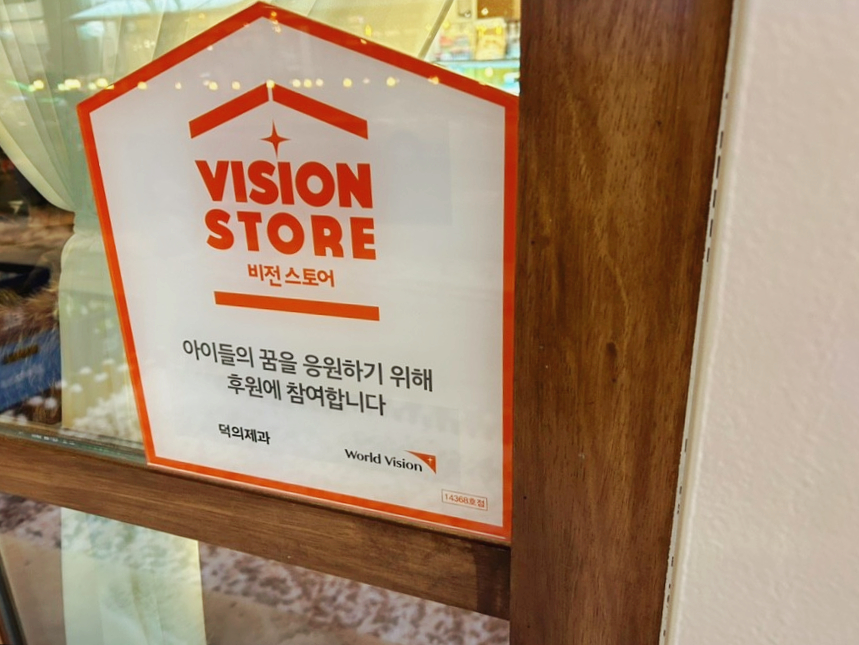 VISION
STORE
비전 스토어
아이들의 꿈을 응원하기 위해
후원에 참여합니다
덕의제과
World Vision
14368호점